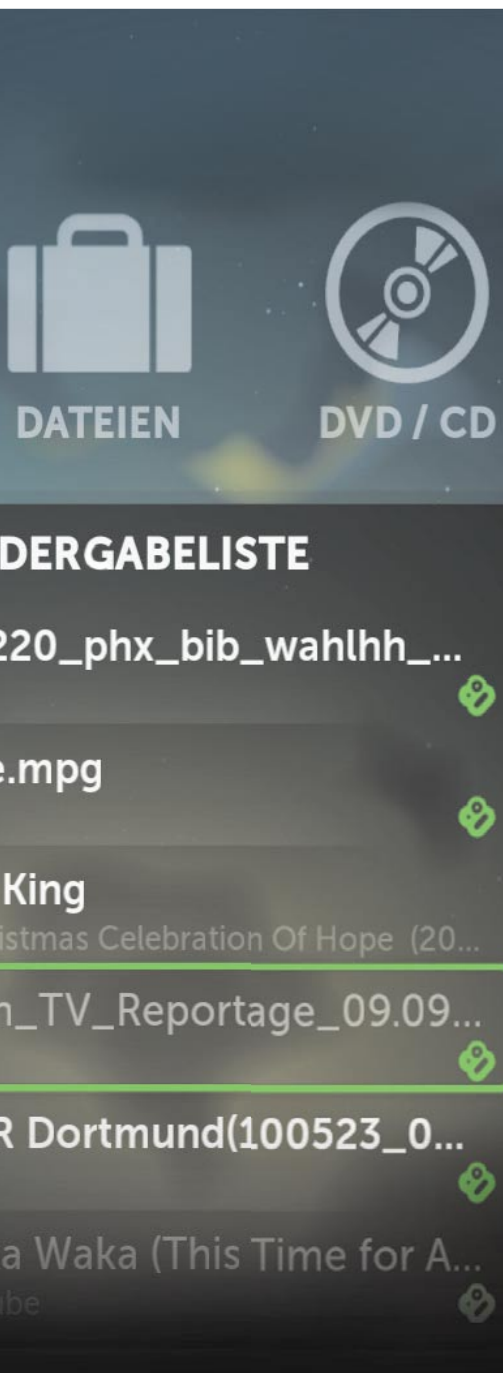 DATEIEN DVD / CD
DERGABELISTE
220_phx_bib_wahlhh_...
e.mpg
King
istmas Celebration Of Hope (20...
n_TV_Reportage_09.09...
R Dortmund(100523_0...
a Waka (This Time for A...
ube